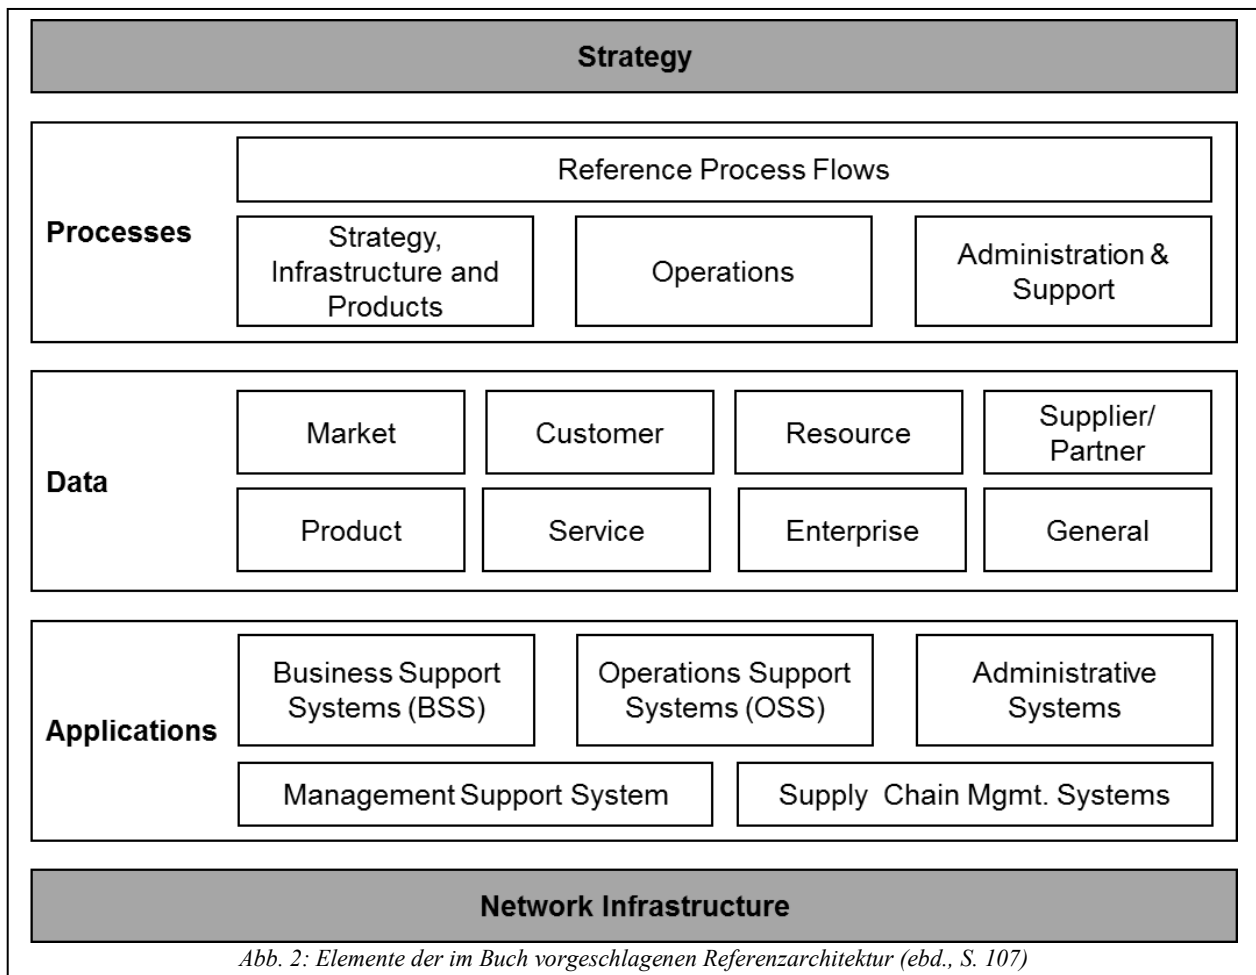 Strategy
Processes
Reference Process Flows
Strategy,
Infrastructure and
Products
Operations
Administration &
Support
Data
Market
Customer
Resource
Supplier/
Partner
Product
Service
Enterprise
General
Applications
Business Support
Systems (BSS)
Operations Support
Systems (OSS)
Administrative
Systems
Management Support System
Supply Chain Mgmt. Systems
Network Infrastructure
Abb. 2: Elemente der im Buch vorgeschlagenen Referenzarchitektur (ebd., S. 107)